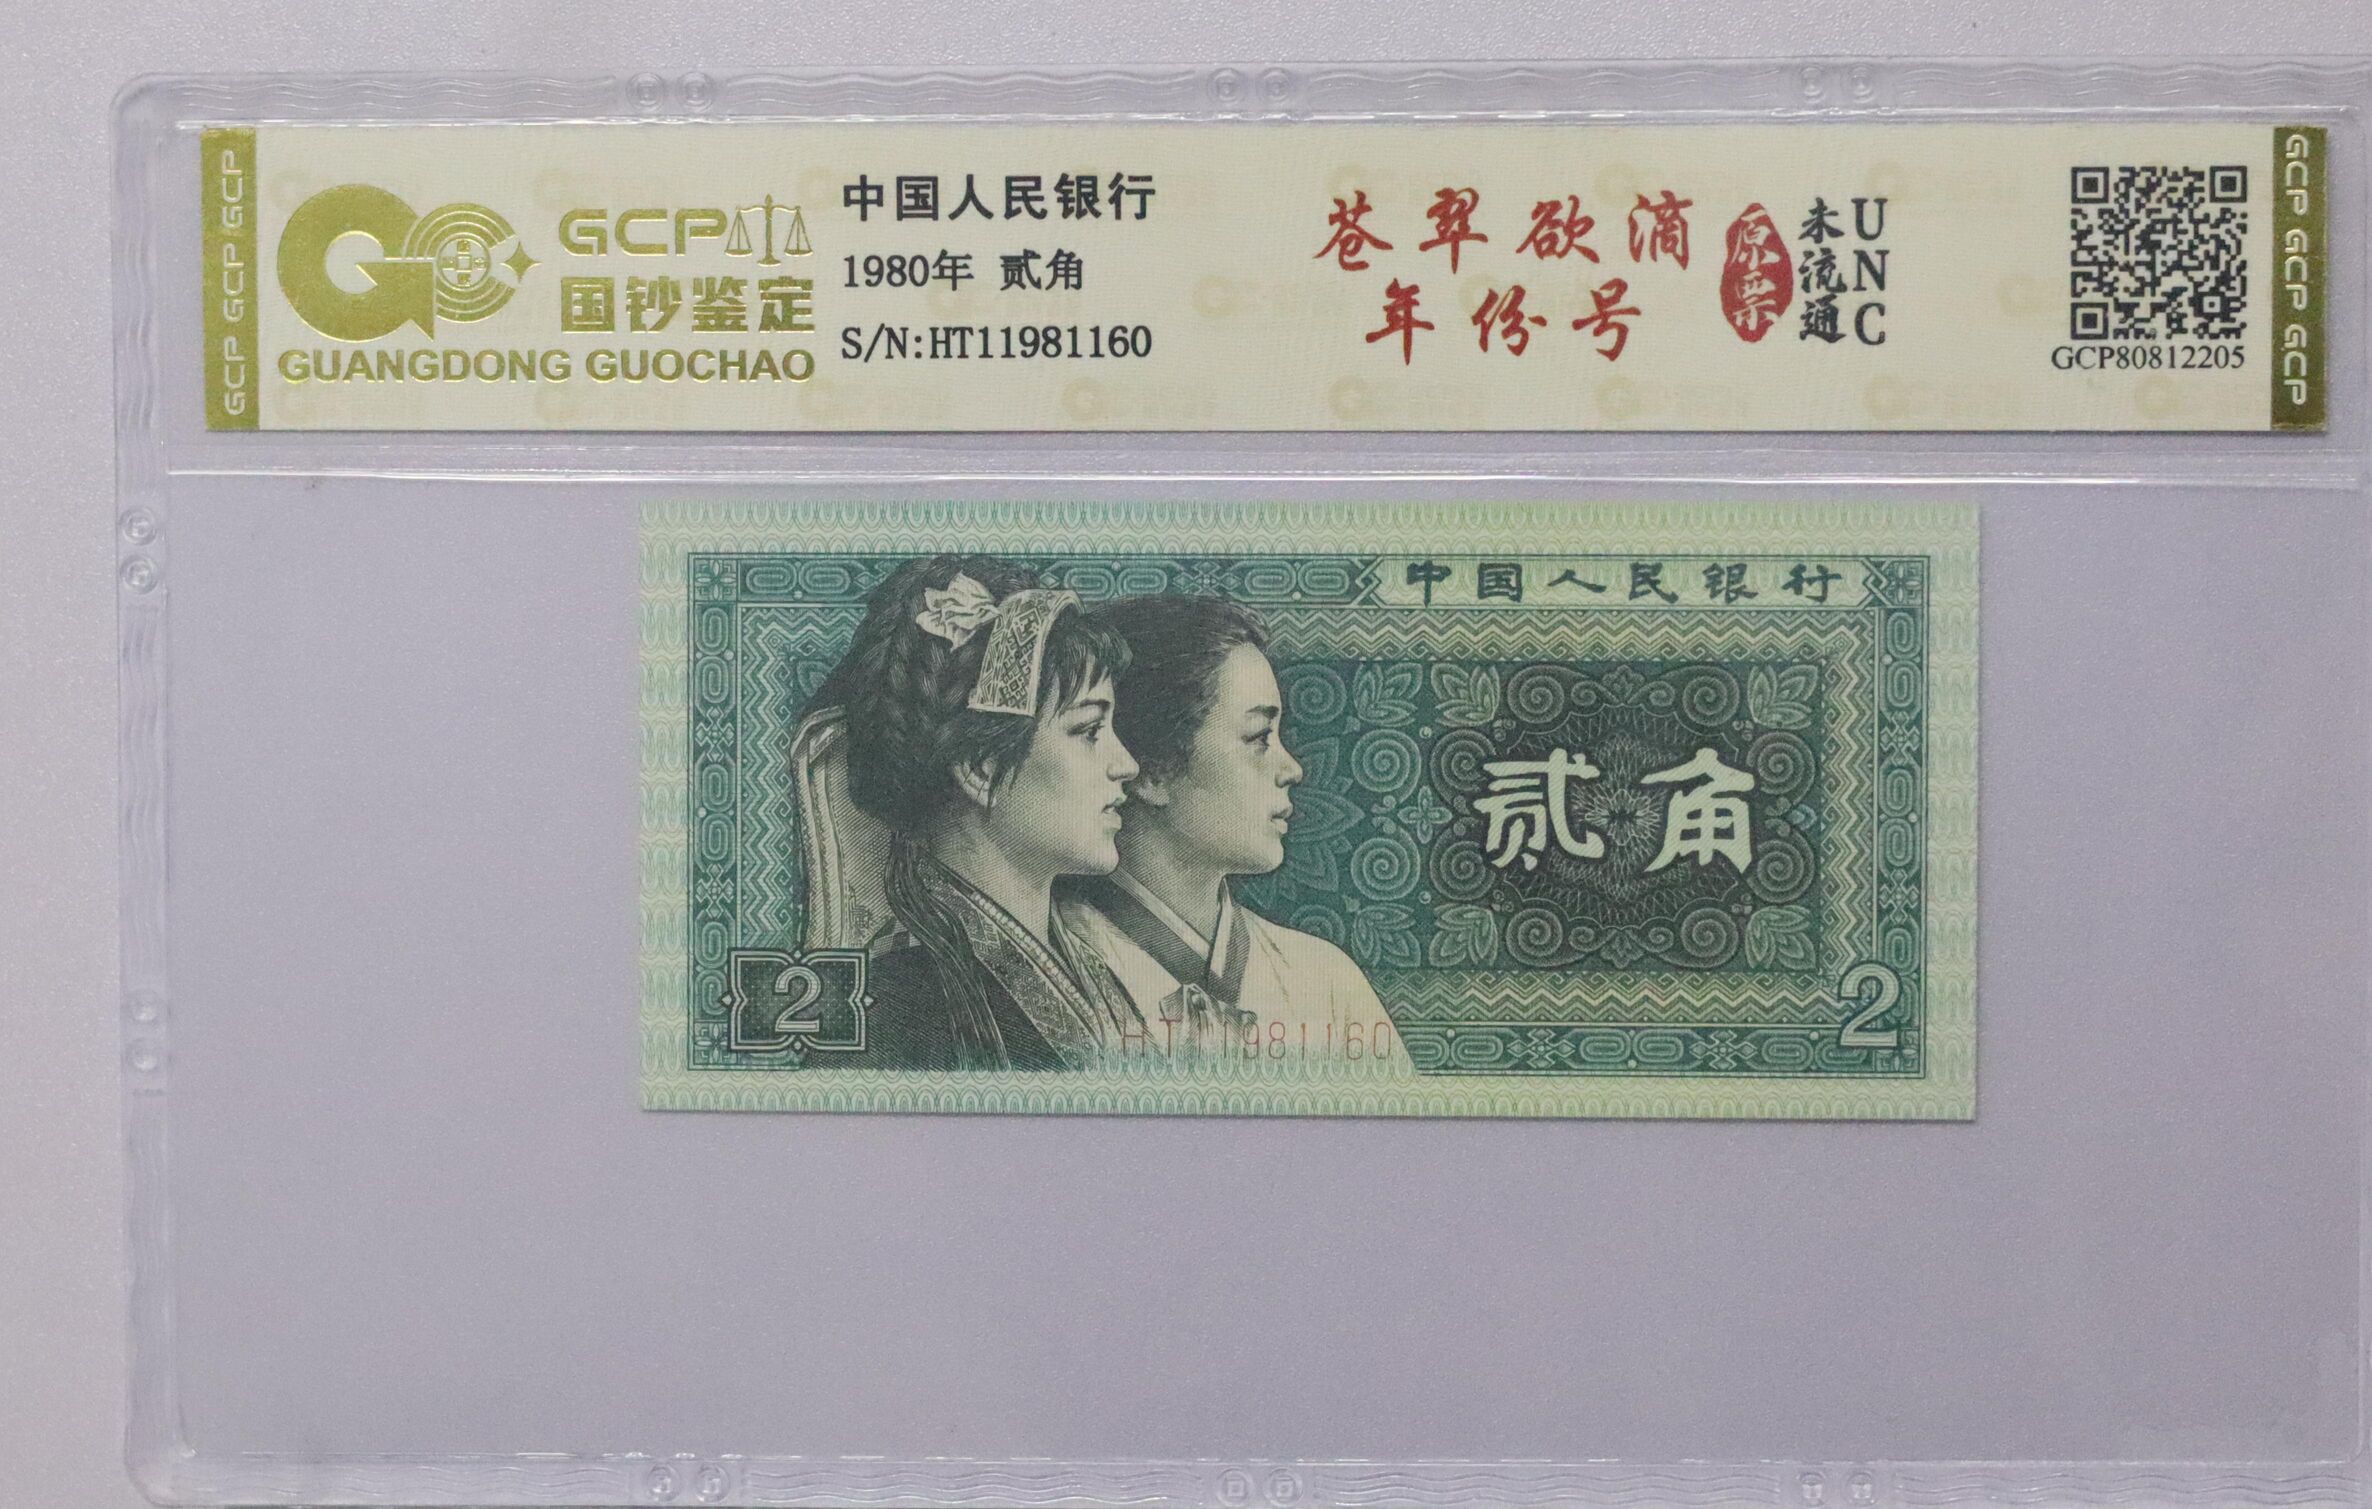 GCP GCP GCP
GCP
国钞鉴定
GUANGDONG GUOCHAO
中国人民银行
1980年 贰角
S/N:HT11981160
苍翠欲滴
年份号
原票
未流通
UNC
GCP80812205
GCP GCP GCP
中国人民银行
贰角
2
2
HT11981160